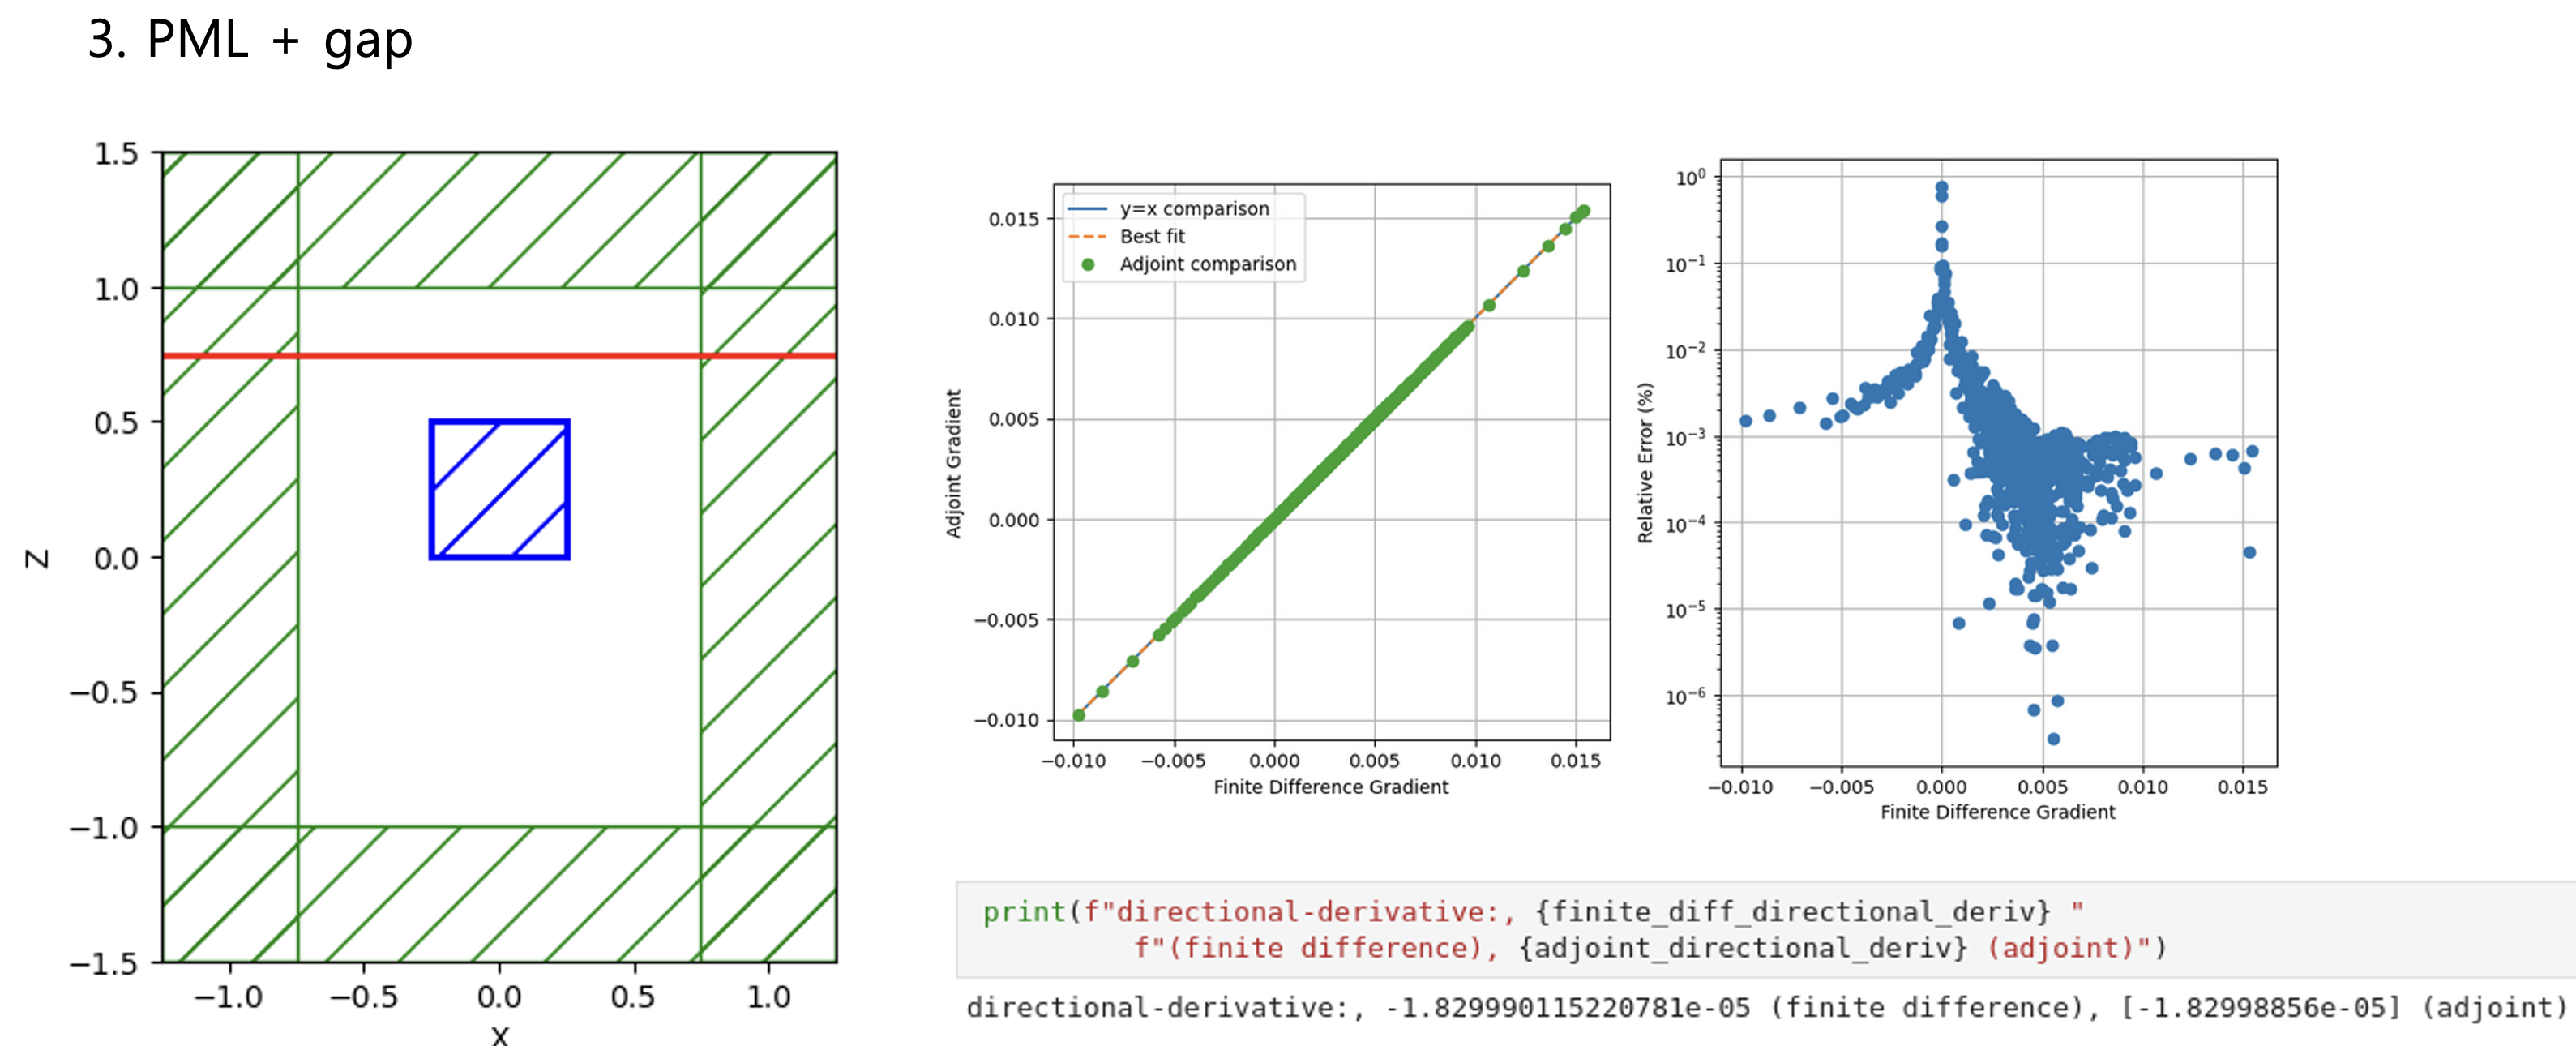 3. PML + gap
1.5
1.0
0.5
0.0
−0.5
−1.0
−1.5
Z
−1.0 −0.5 0.0 0.5 1.0
X
y=x comparison
Best fit
Adjoint comparison
0.015
0.010
0.005
0.000
−0.005
−0.010
Adjoint Gradient
−0.010 −0.005 0.000 0.005 0.010 0.015
Finite Difference Gradient
10⁰
10⁻¹
10⁻²
10⁻³
10⁻⁴
10⁻⁵
10⁻⁶
Relative Error (%)
−0.010 −0.005 0.000 0.005 0.010 0.015
Finite Difference Gradient
print(f"directional-derivative:, {finite_diff_directional_deriv} "
f"(finite difference), {adjoint_directional_deriv} (adjoint)")
directional-derivative:, -1.829990115220781e-05 (finite difference), [-1.82998856e-05] (adjoint)